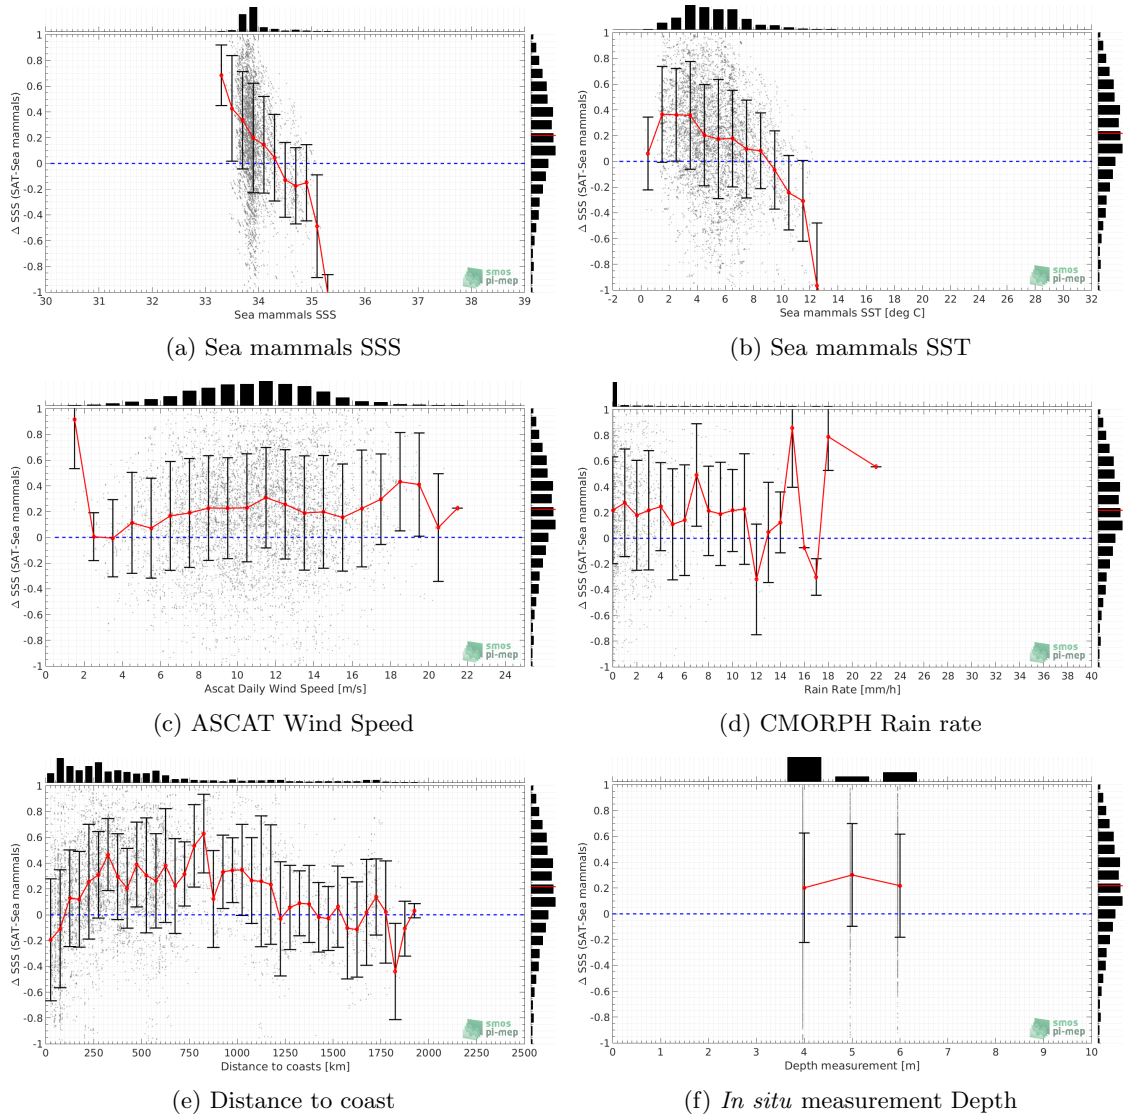 1
0.8
0.6
0.4
0.2
0
-0.2
-0.4
-0.6
-0.8
-1
Δ SSS (SAT-Sea mammals)
30 31 32 33 34 35 36 37 38 39
Sea mammals SSS
smos
pi-mep
(a) Sea mammals SSS
1
0.8
0.6
0.4
0.2
0
-0.2
-0.4
-0.6
-0.8
-1
Δ SSS (SAT-Sea mammals)
-2 0 2 4 6 8 10 12 14 16 18 20 22 24 26 28 30 32
Sea mammals SST [deg C]
smos
pi-mep
(b) Sea mammals SST
1
0.8
0.6
0.4
0.2
0
-0.2
-0.4
-0.6
-0.8
-1
Δ SSS (SAT-Sea mammals)
0 2 4 6 8 10 12 14 16 18 20 22 24
Ascat Daily Wind Speed [m/s]
smos
pi-mep
(c) ASCAT Wind Speed
1
0.8
0.6
0.4
0.2
0
-0.2
-0.4
-0.6
-0.8
-1
Δ SSS (SAT-Sea mammals)
0 2 4 6 8 10 12 14 16 18 20 22 24 26 28 30 32 34 36 38 40
Rain Rate [mm/h]
smos
pi-mep
(d) CMORPH Rain rate
1
0.8
0.6
0.4
0.2
0
-0.2
-0.4
-0.6
-0.8
-1
Δ SSS (SAT-Sea mammals)
0 250 500 750 1000 1250 1500 1750 2000 2250 2500
Distance to coasts [km]
smos
pi-mep
(e) Distance to coast
1
0.8
0.6
0.4
0.2
0
-0.2
-0.4
-0.6
-0.8
-1
Δ SSS (SAT-Sea mammals)
0 1 2 3 4 5 6 7 8 9 10
Depth measurement [m]
smos
pi-mep
(f) In situ measurement Depth